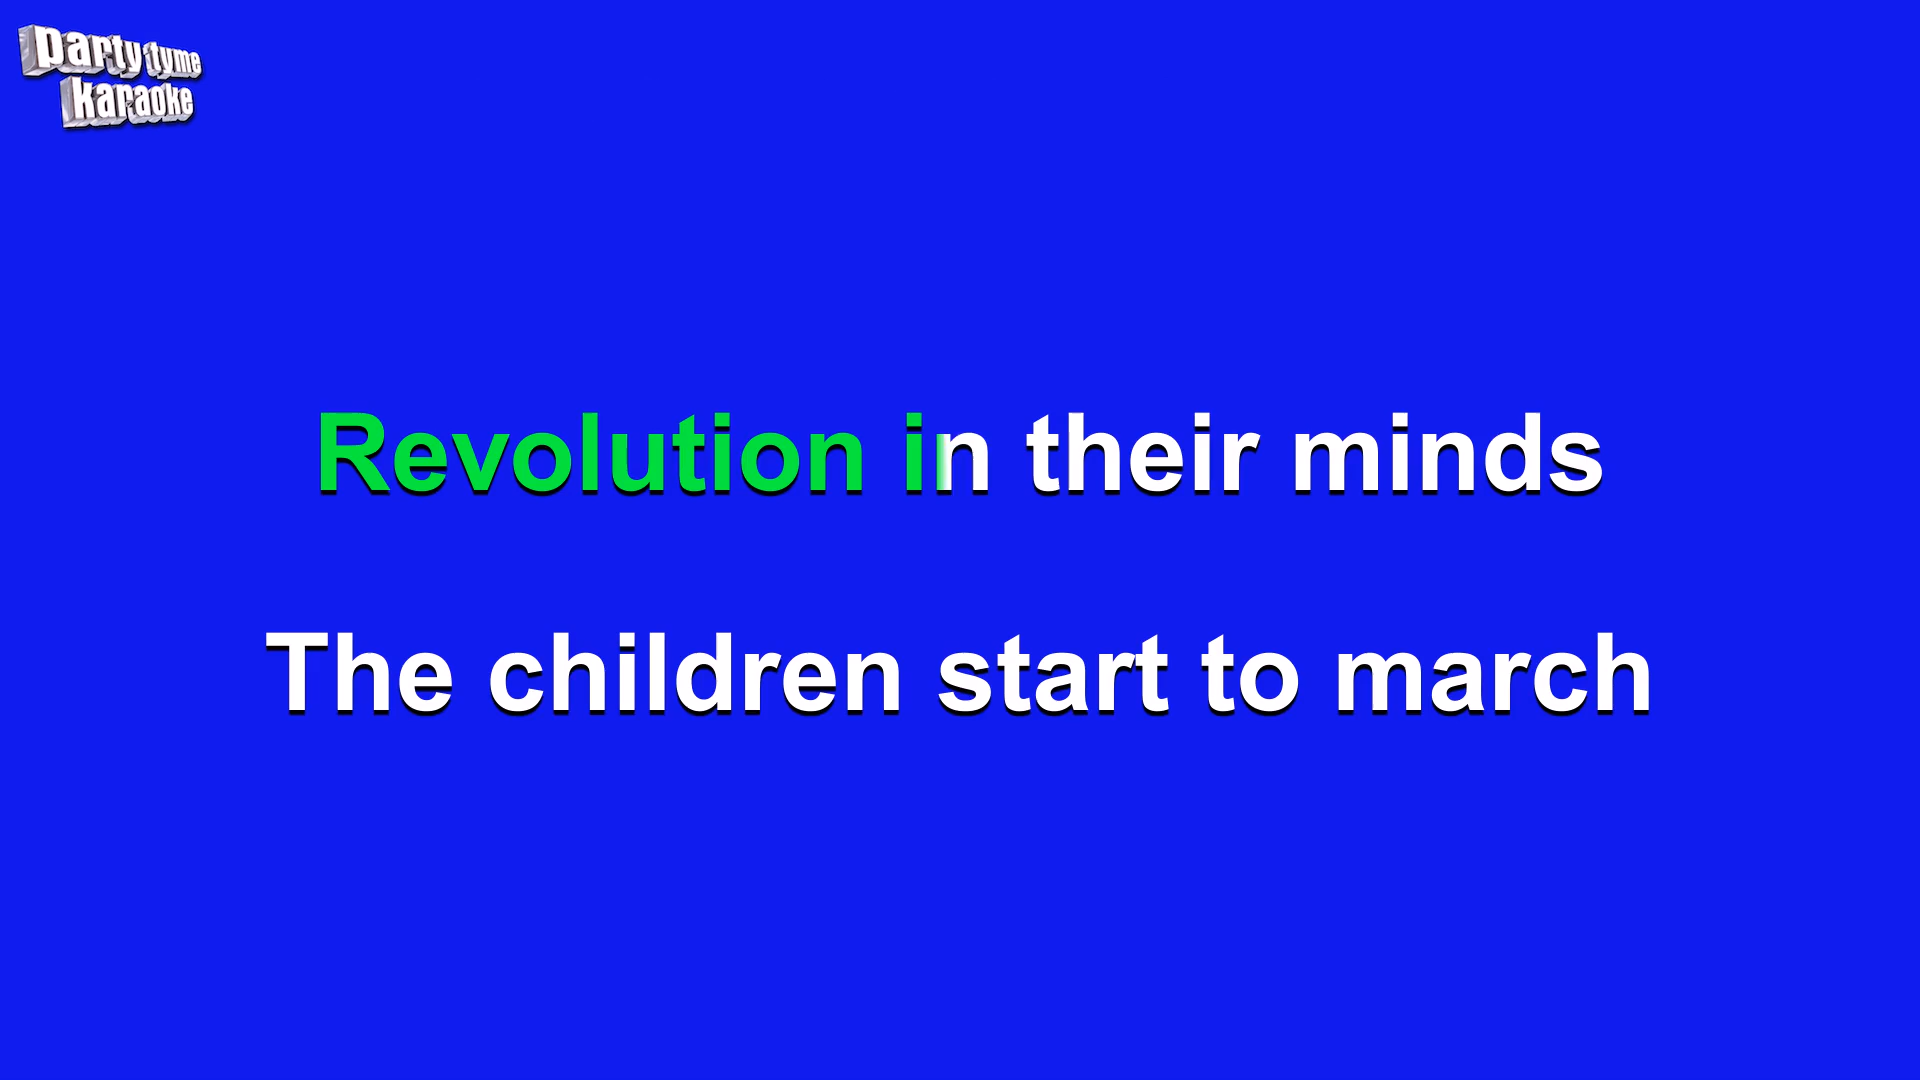 party tyme
karaoke
Revolution in their minds
The children start to march